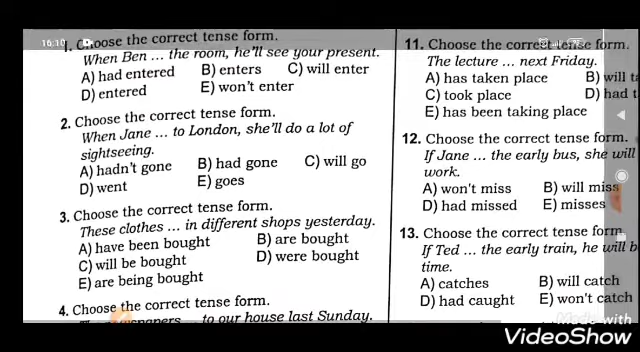 16:10
1. Choose the correct tense form.
When Ben ... the room, he'll see your present.
A) had entered B) enters C) will enter
D) entered E) won't enter
2. Choose the correct tense form.
When Jane ... to London, she'll do a lot of
sightseeing.
A) hadn't gone B) had gone C) will go
D) went E) goes
3. Choose the correct tense form.
These clothes ... in different shops yesterday.
A) have been bought B) are bought
C) will be bought D) were bought
E) are being bought
4. Choose the correct tense form.
... to our house last Sunday.
11. Choose the correct tense form.
The lecture ... next Friday.
A) has taken place B) will
C) took place D) had
E) has been taking place
12. Choose the correct tense form.
If Jane ... the early bus, she will
work.
A) won't miss B) will miss
D) had missed E) misses
13. Choose the correct tense form
If Ted ... the early train, he will b
time.
A) catches B) will catch
D) had caught E) won't catch
Made with
VideoShow